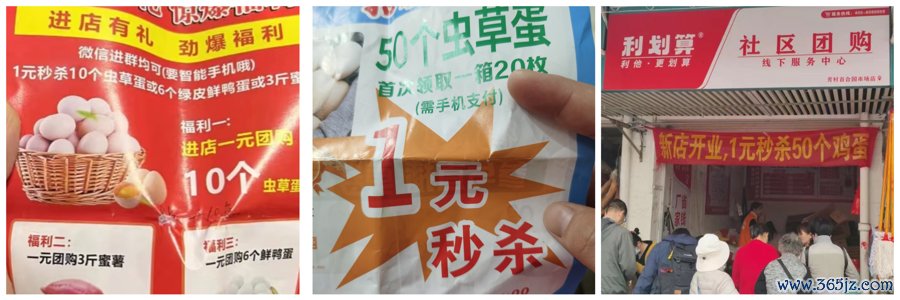 进店有礼 劲爆福利
微信进群均可(要智能手机哦)
1元秒杀10个虫草蛋或6个绿皮鲜鸭蛋或3斤蜜
福利一:
进店一元团购
10个 虫草蛋
福利二:
一元团购3斤蜜薯
福利三:
一元团购6个鲜鸭蛋
50个虫草蛋
首次领取一箱20枚
(需手机支付)
1元
秒杀
利划算®
利他·更划算
社区团购
线下服务中心
新店开业,1元秒杀50个鸡蛋
www.365jz.com